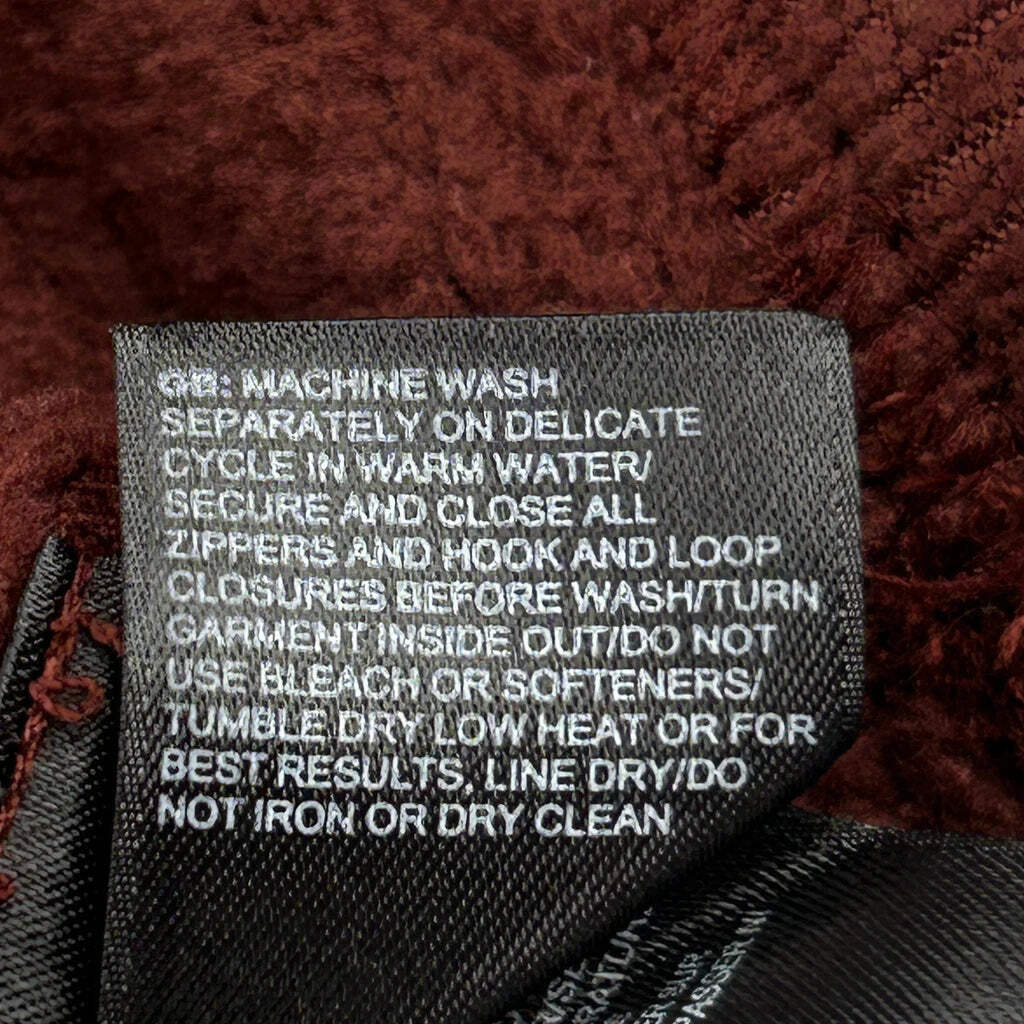 GB: MACHINE WASH
SEPARATELY ON DELICATE
CYCLE IN WARM WATER/
SECURE AND CLOSE ALL
ZIPPERS AND HOOK AND LOOP
CLOSURES BEFORE WASH/TURN
GARMENT INSIDE OUT/DO NOT
USE BLEACH OR SOFTENERS/
TUMBLE DRY LOW HEAT OR FOR
BEST RESULTS, LINE DRY/DO
NOT IRON OR DRY CLEAN